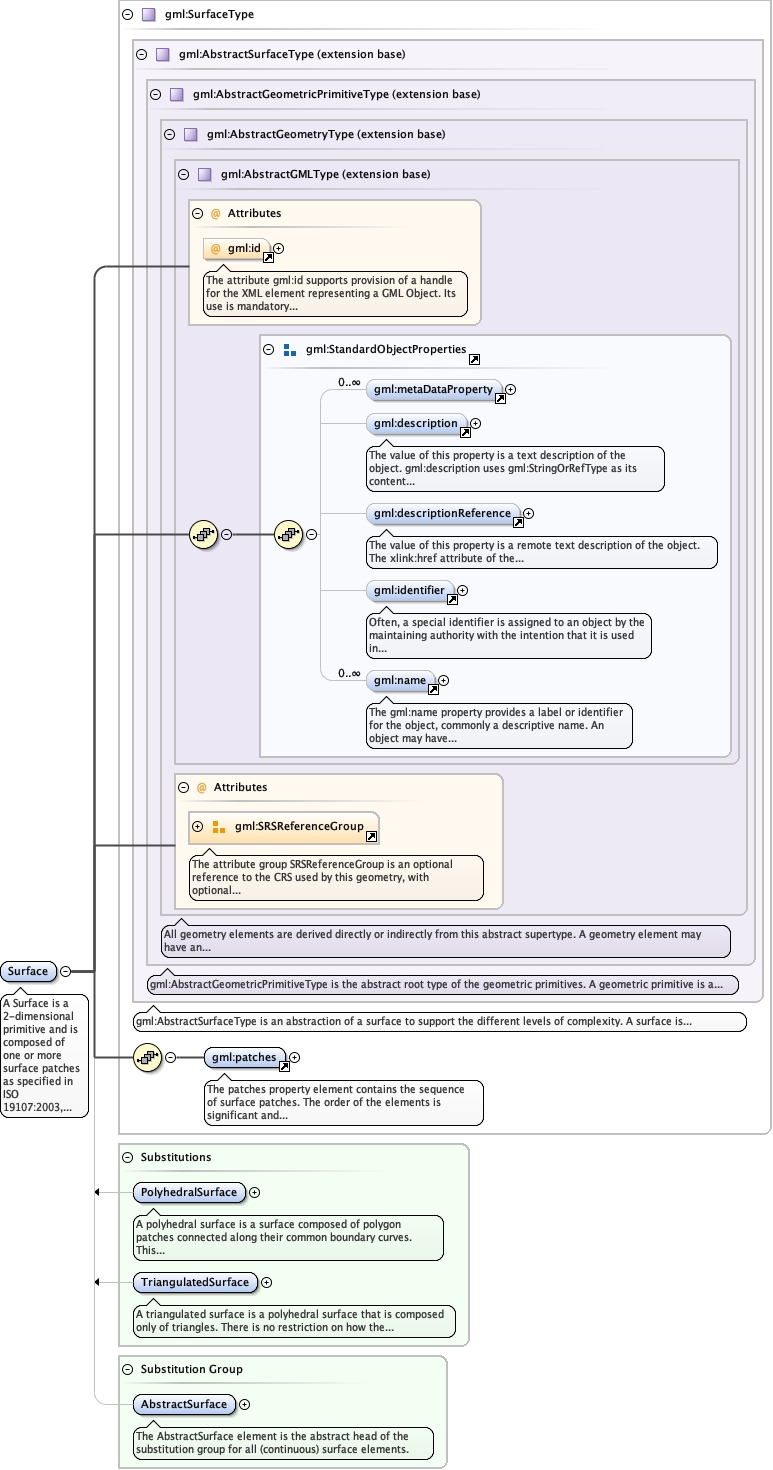 gml:SurfaceType
gml:AbstractSurfaceType (extension base)
gml:AbstractGeometricPrimitiveType (extension base)
gml:AbstractGeometryType (extension base)
gml:AbstractGMLType (extension base)
@ Attributes
@ gml:id
The attribute gml:id supports provision of a handle
for the XML element representing a GML Object. Its
use is mandatory...
gml:StandardObjectProperties
0..∞
gml:metaDataProperty
gml:description
The value of this property is a text description of the
object. gml:description uses gml:StringOrRefType as its
content...
gml:descriptionReference
The value of this property is a remote text description of the object.
The xlink:href attribute of the...
gml:identifier
Often, a special identifier is assigned to an object by the
maintaining authority with the intention that it is used
in...
0..∞
gml:name
The gml:name property provides a label or identifier
for the object, commonly a descriptive name. An
object may have...
@ Attributes
gml:SRSReferenceGroup
The attribute group SRSReferenceGroup is an optional
reference to the CRS used by this geometry, with
optional...
All geometry elements are derived directly or indirectly from this abstract supertype. A geometry element may
have an...
gml:AbstractGeometricPrimitiveType is the abstract root type of the geometric primitives. A geometric primitive is a...
gml:AbstractSurfaceType is an abstraction of a surface to support the different levels of complexity. A surface is...
Surface
A Surface is a
2-dimensional
primitive and is
composed of
one or more
surface patches
as specified in
ISO
19107:2003,...
gml:patches
The patches property element contains the sequence
of surface patches. The order of the elements is
significant and...
Substitutions
PolyhedralSurface
A polyhedral surface is a surface composed of polygon
patches connected along their common boundary curves.
This...
TriangulatedSurface
A triangulated surface is a polyhedral surface that is composed
only of triangles. There is no restriction on how the...
Substitution Group
AbstractSurface
The AbstractSurface element is the abstract head of the
substitution group for all (continuous) surface elements.